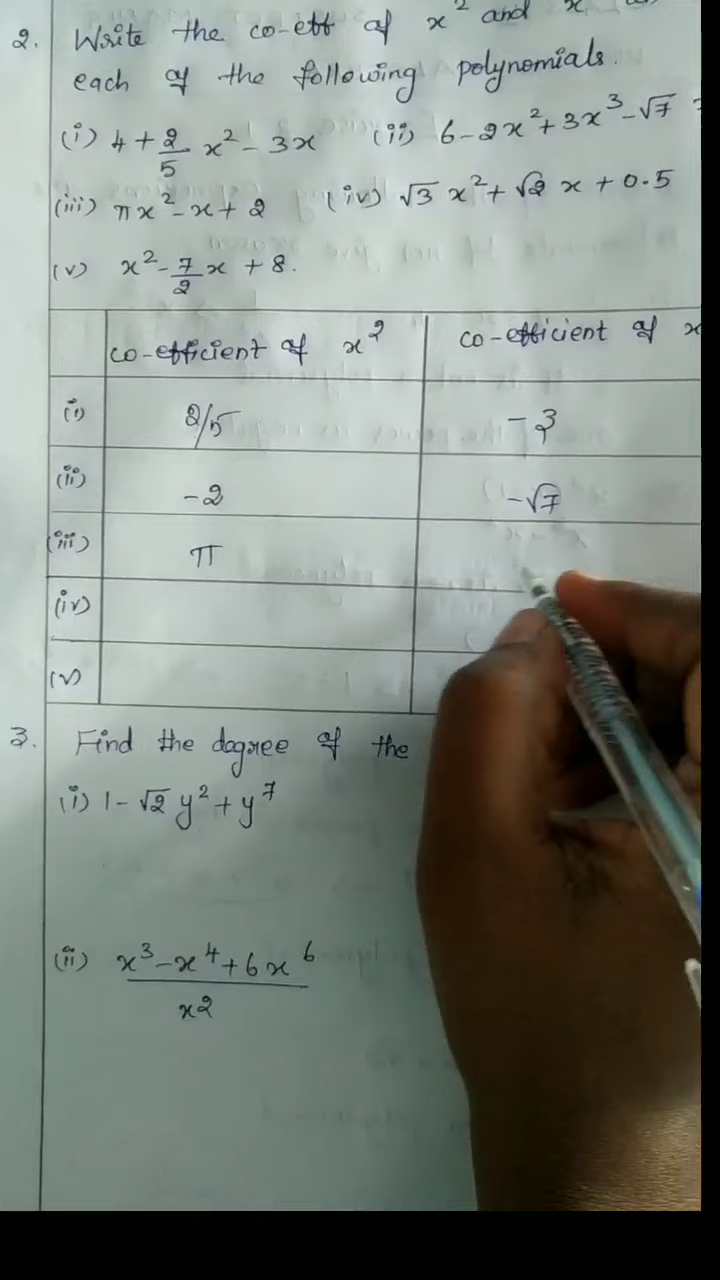 2. Write the co-eff of x² and x
each of the following polynomials.
(i) 4 + 2/5 x² - 3x (ii) 6 - 2x² + 3x³ - √7
(iii) πx² - x + 2 (iv) √3 x² + √2 x + 0.5
(v) x² - 7/2 x + 8.
co-efficient of x² co-efficient of x
(i) 2/5 -3
(ii) -2 -√7
(iii) π
(iv)
(v)
3. Find the degree of the
(i) 1 - √2 y² + y⁷
(ii) x³ - x⁴ + 6x⁶
x2